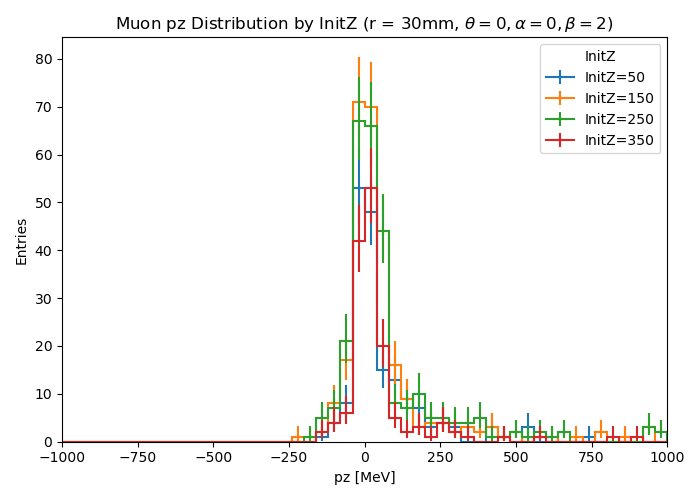 Muon pz Distribution by InitZ (r = 30mm, θ = 0, α = 0, β = 2)
InitZ
InitZ=50
InitZ=150
InitZ=250
InitZ=350
80
70
60
50
40
30
20
10
0
Entries
−1000 −750 −500 −250 0 250 500 750 1000
pz [MeV]